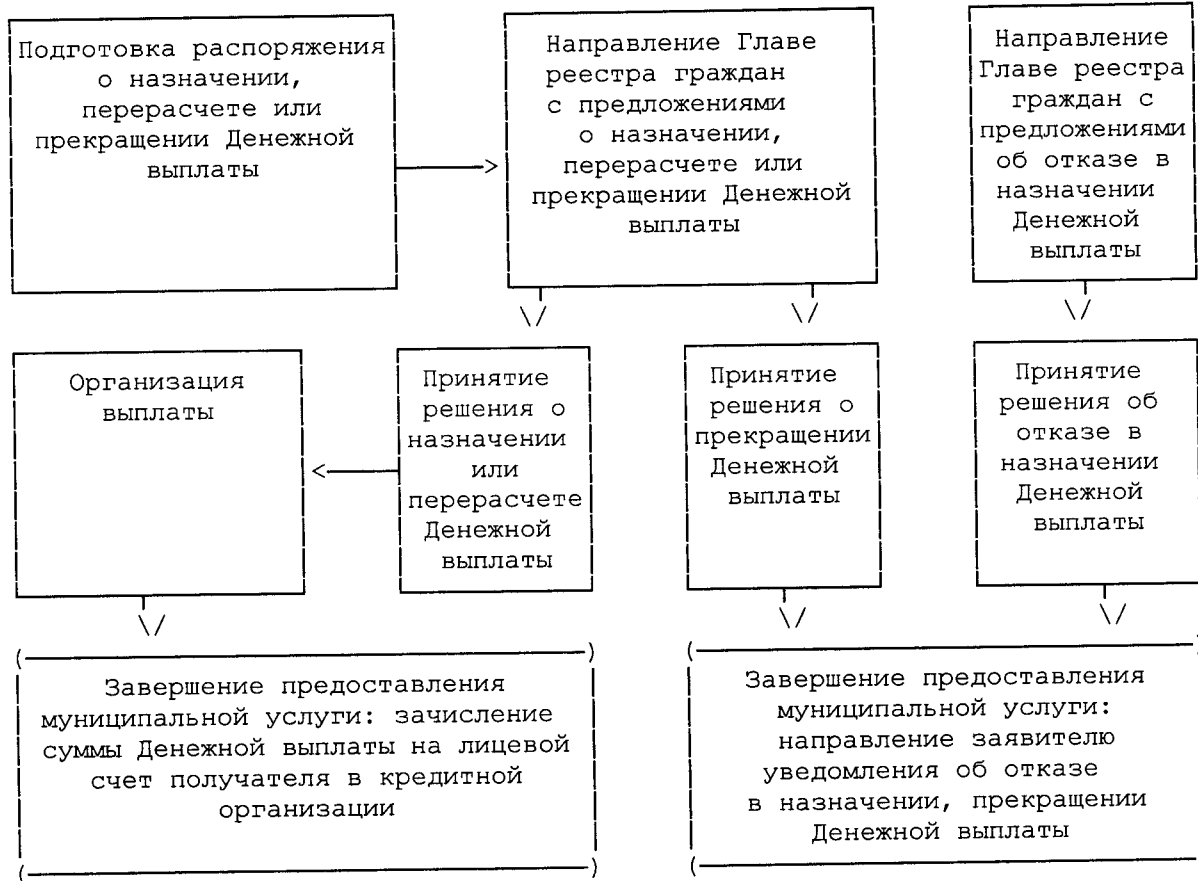 Подготовка распоряжения
о назначении,
перерасчете или
прекращении Денежной
выплаты
Направление Главе
реестра граждан
с предложениями
о назначении,
перерасчете или
прекращении Денежной
выплаты
Направление
Главе реестра
граждан с
предложениями
об отказе в
назначении
Денежной
выплаты
Организация
выплаты
Принятие
решения о
назначении
или
перерасчете
Денежной
выплаты
Принятие
решения о
прекращении
Денежной
выплаты
Принятие
решения об
отказе в
назначении
Денежной
выплаты
Завершение предоставления
муниципальной услуги: зачисление
суммы Денежной выплаты на лицевой
счет получателя в кредитной
организации
Завершение предоставления
муниципальной услуги:
направление заявителю
уведомления об отказе
в назначении, прекращении
Денежной выплаты